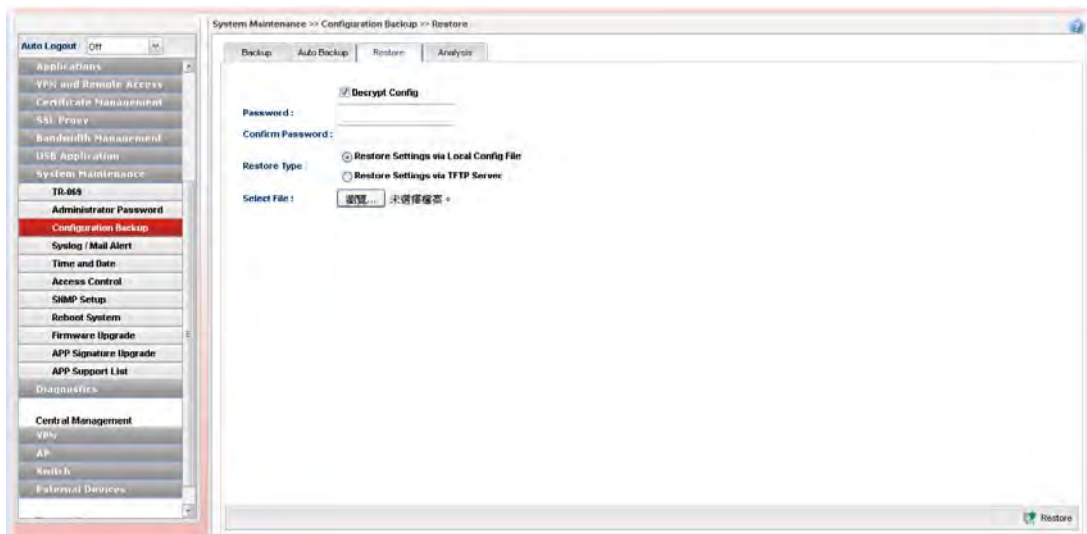 System Maintenance >> Configuration Backup >> Restore
Auto Logout : Off
Applications
VPN and Remote Access
Certificate Management
SSL Proxy
Bandwidth Management
USB Application
System Maintenance
TR-069
Administrator Password
Configuration Backup
Syslog / Mail Alert
Time and Date
Access Control
SNMP Setup
Reboot System
Firmware Upgrade
APP Signature Upgrade
APP Support List
Diagnostics
Central Management
VPN
AP
Switch
External Devices
Backup Auto Backup Restore Analysis
Decrypt Config
Password :
Confirm Password :
Restore Type
Restore Settings via Local Config File
Restore Settings via TFTP Server
Select File : 瀏覽... 未選擇檔案。
Restore